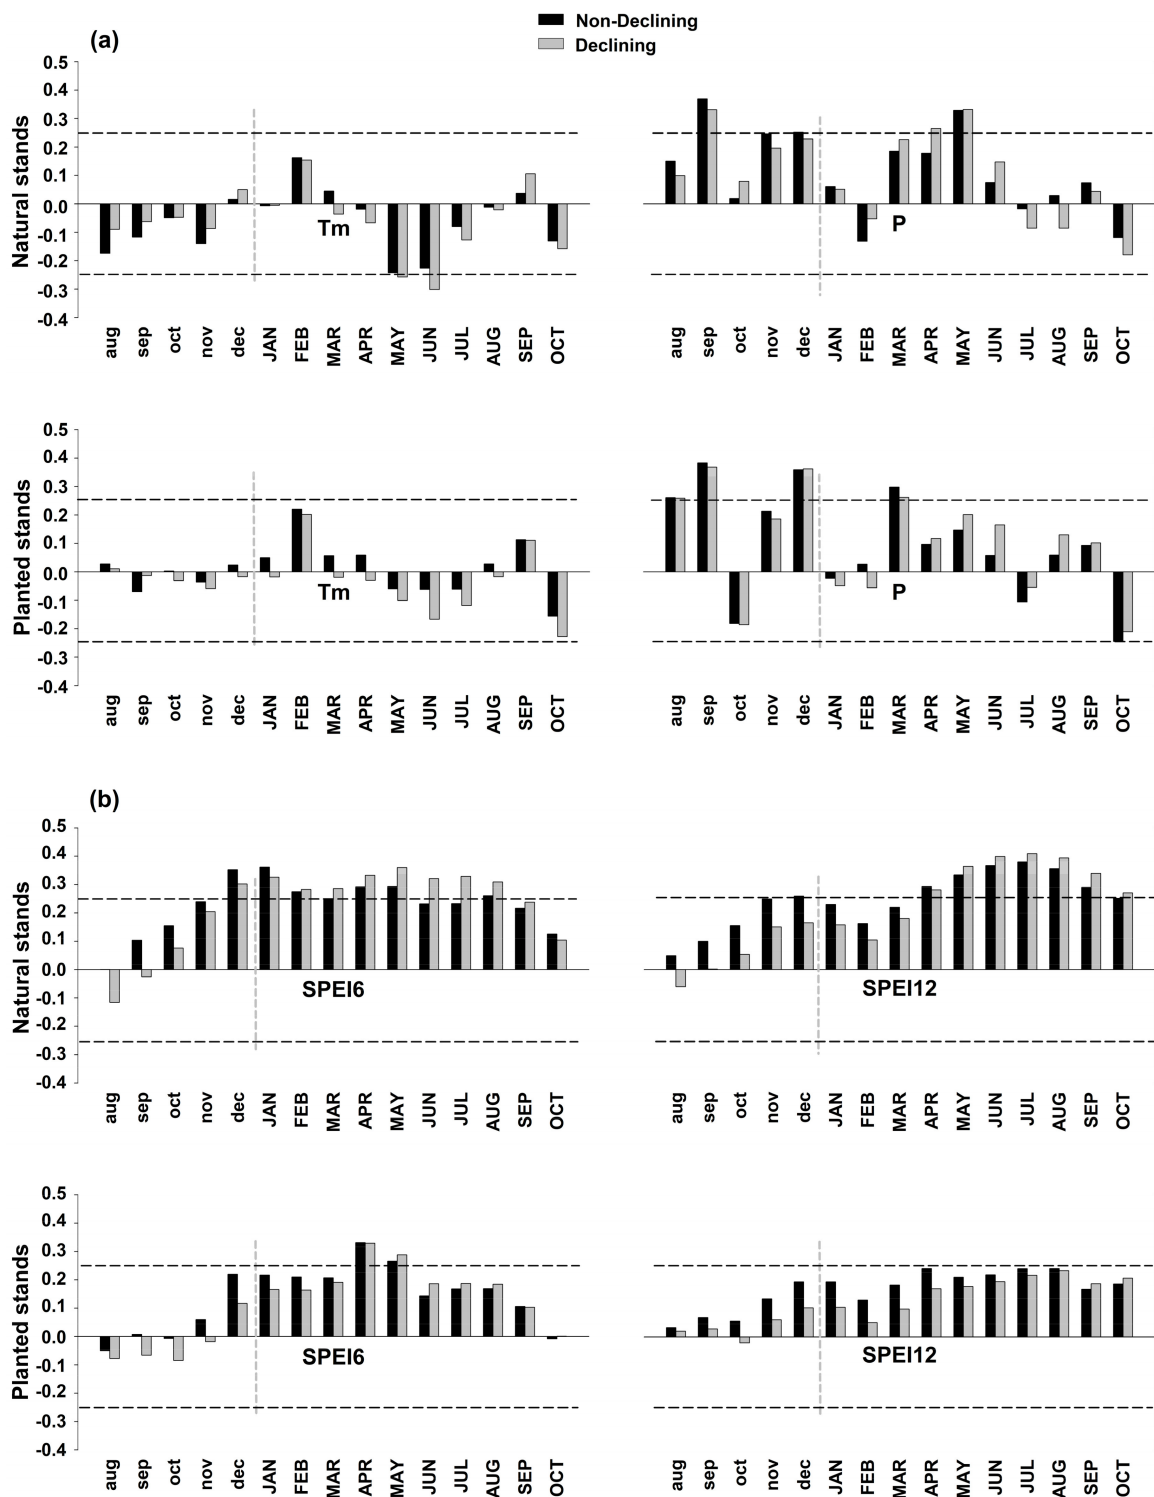 Non-Declining
Declining
(a)
Natural stands
0.5
0.4
0.3
0.2
0.1
0.0
-0.1
-0.2
-0.3
-0.4
Tm
aug sep oct nov dec JAN FEB MAR APR MAY JUN JUL AUG SEP OCT
P
aug sep oct nov dec JAN FEB MAR APR MAY JUN JUL AUG SEP OCT
Planted stands
0.5
0.4
0.3
0.2
0.1
0.0
-0.1
-0.2
-0.3
-0.4
Tm
aug sep oct nov dec JAN FEB MAR APR MAY JUN JUL AUG SEP OCT
P
aug sep oct nov dec JAN FEB MAR APR MAY JUN JUL AUG SEP OCT
(b)
Natural stands
0.5
0.4
0.3
0.2
0.1
0.0
-0.1
-0.2
-0.3
-0.4
SPEI6
aug sep oct nov dec JAN FEB MAR APR MAY JUN JUL AUG SEP OCT
SPEI12
aug sep oct nov dec JAN FEB MAR APR MAY JUN JUL AUG SEP OCT
Planted stands
0.5
0.4
0.3
0.2
0.1
0.0
-0.1
-0.2
-0.3
-0.4
SPEI6
aug sep oct nov dec JAN FEB MAR APR MAY JUN JUL AUG SEP OCT
SPEI12
aug sep oct nov dec JAN FEB MAR APR MAY JUN JUL AUG SEP OCT